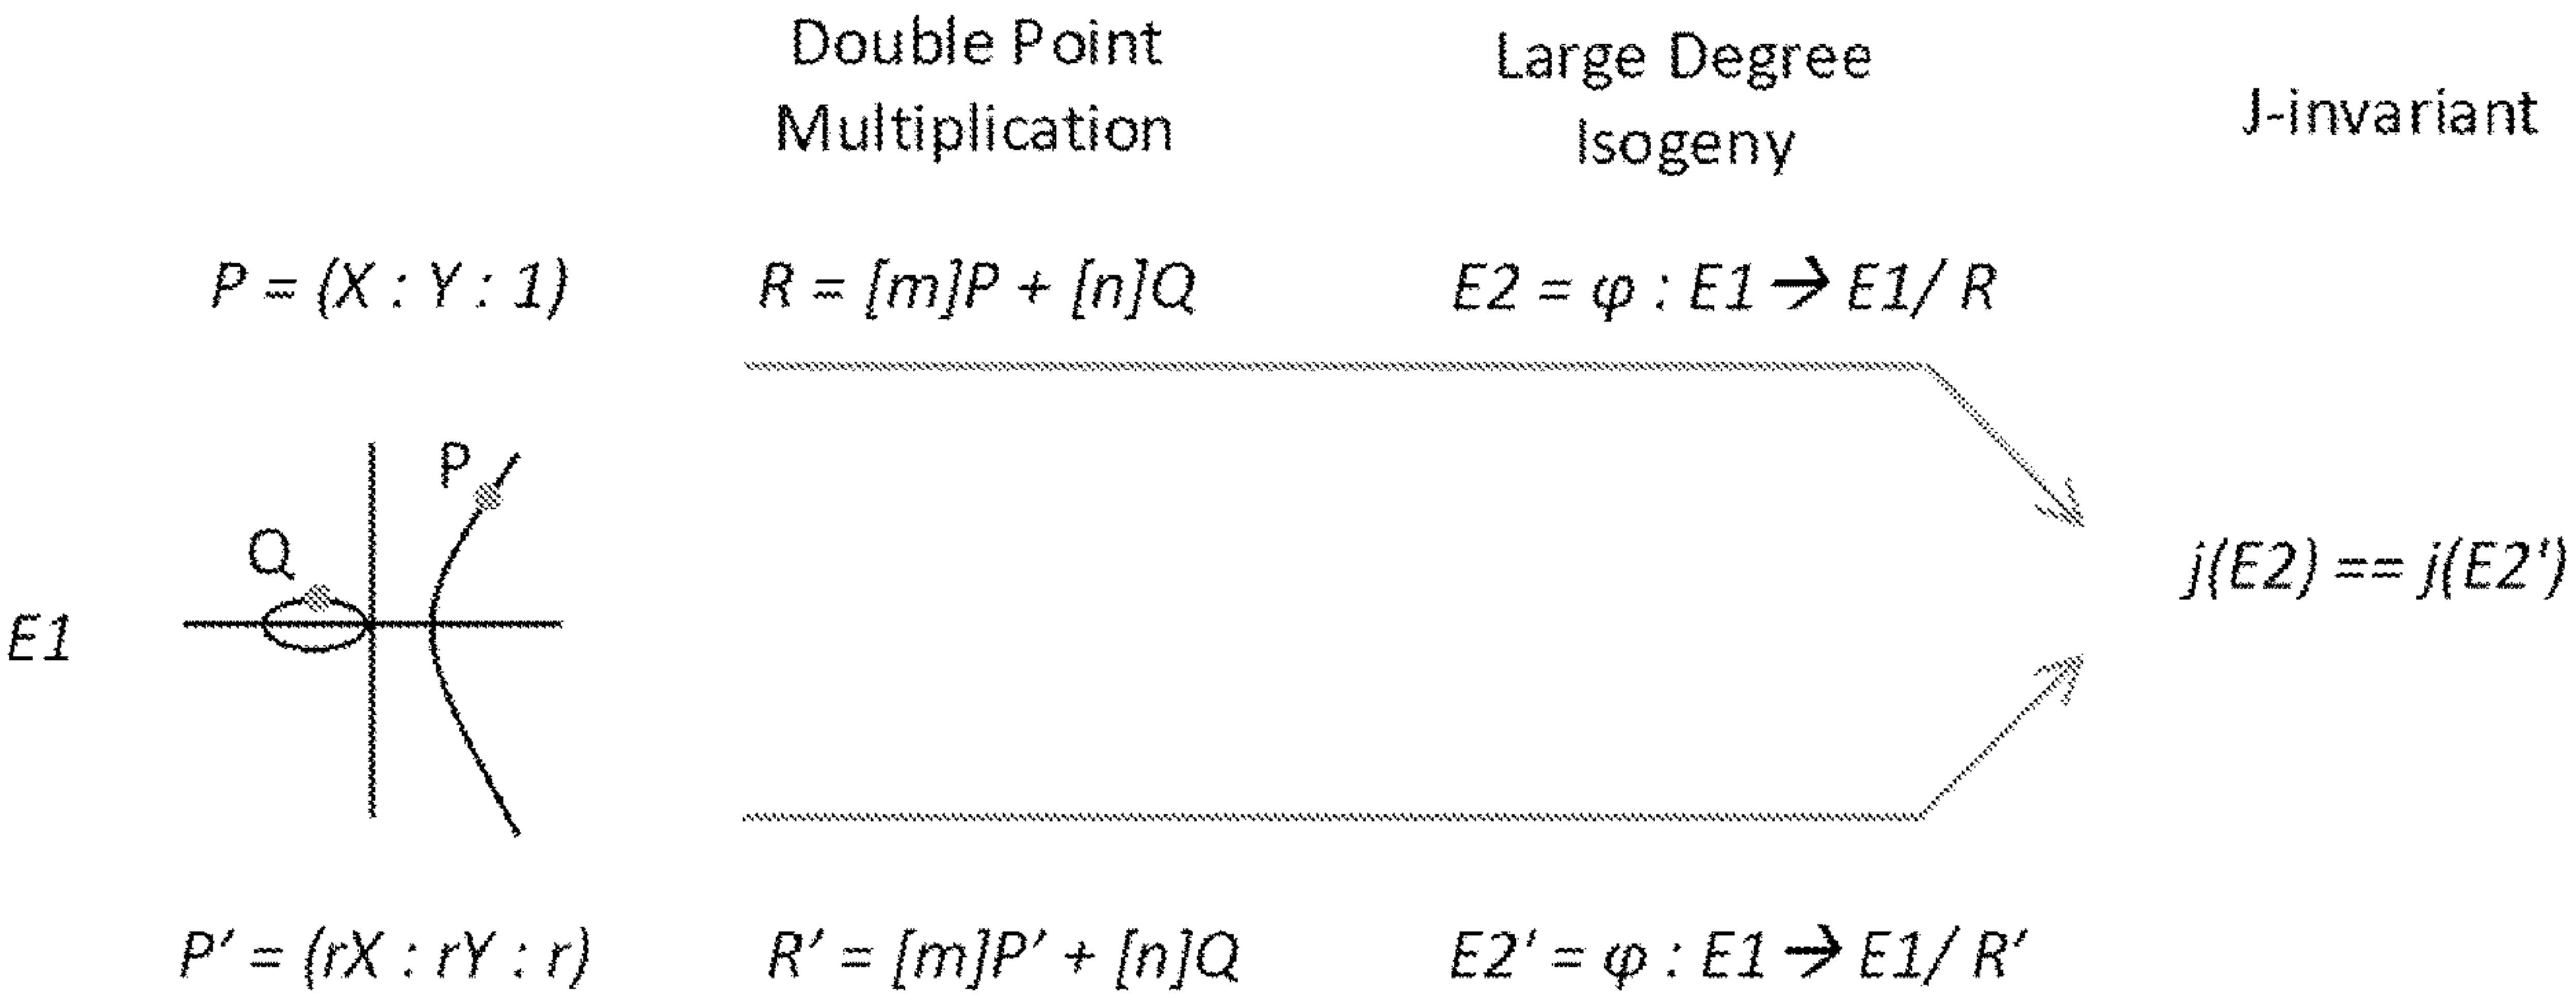 Double Point
Multiplication
Large Degree
Isogeny
J-invariant
P = (X : Y : 1)
R = [m]P + [n]Q
E2 = φ : E1 → E1/ R
P
Q
E1
j(E2) == j(E2')
P' = (rX : rY : r)
R' = [m]P' + [n]Q
E2' = φ : E1 → E1/ R'